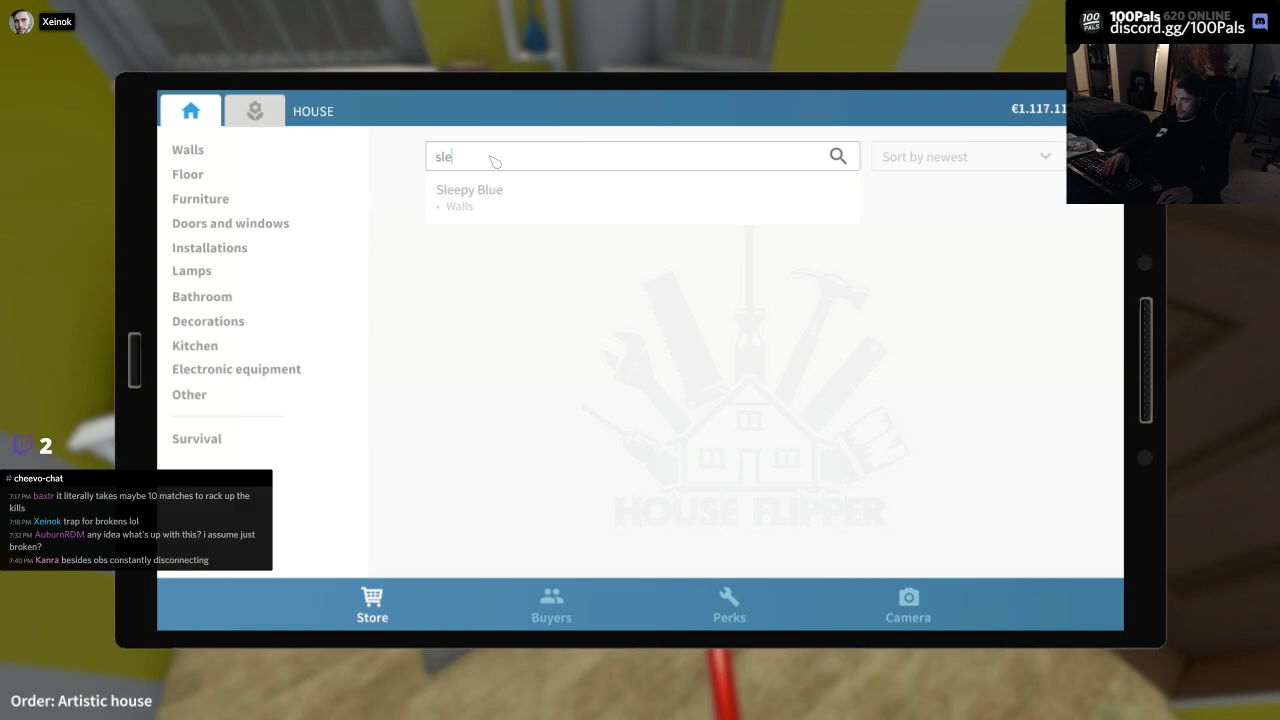 Xeinok
100 PALS
100Pals 620 ONLINE
discord.gg/100Pals
HOUSE
€1.117.11
Walls
Floor
Furniture
Doors and windows
Installations
Lamps
Bathroom
Decorations
Kitchen
Electronic equipment
Other
Survival
sle
Sort by newest
Sleepy Blue
• Walls
HOUSE FLIPPER
2
# cheevo-chat
7:17 PM baxtr it literally takes maybe 10 matches to rack up the
kills
7:18 PM Xeinok trap for brokens lol
7:32 PM AuburnRDM any idea what's up with this? i assume just
broken?
7:40 PM Kanra besides obs constantly disconnecting
Store
Buyers
Perks
Camera
Order: Artistic house